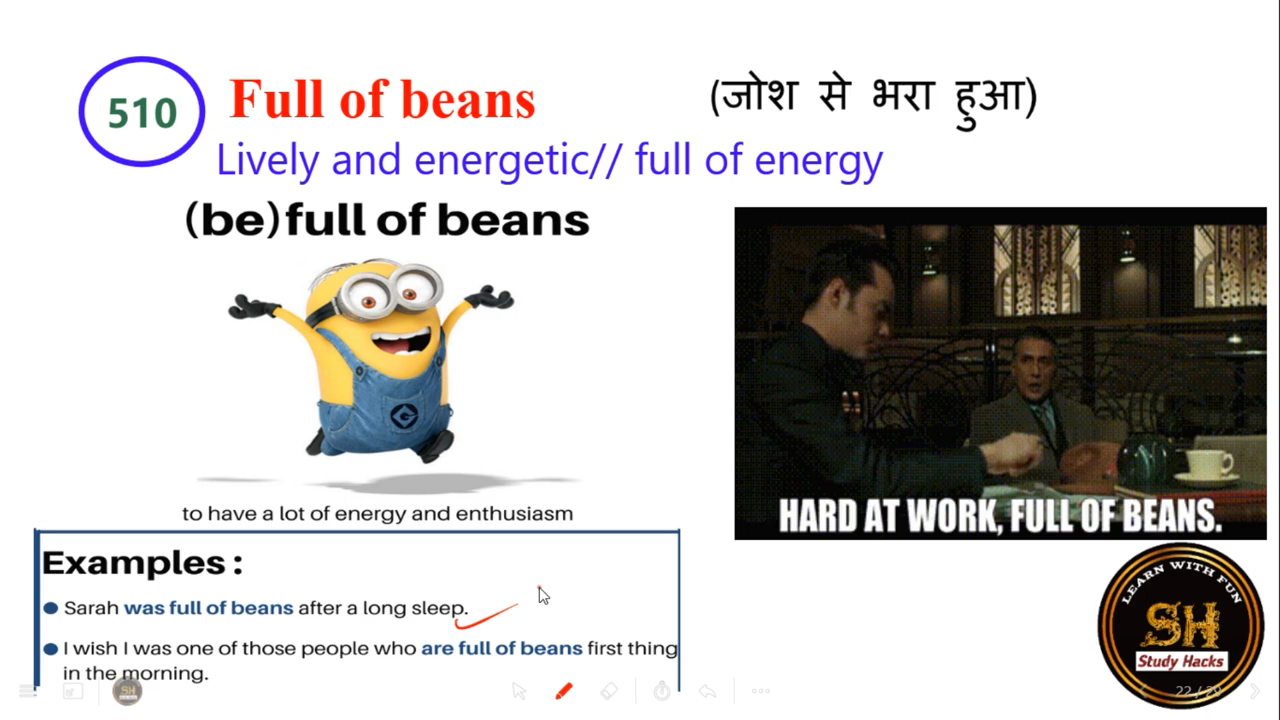 510
Full of beans
(जोश से भरा हुआ)
Lively and energetic// full of energy
(be) full of beans
to have a lot of energy and enthusiasm
HARD AT WORK, FULL OF BEANS.
Examples :
Sarah was full of beans after a long sleep.
I wish I was one of those people who are full of beans first thing
in the morning.
LEARN WITH FUN
SH
Study Hacks
SH